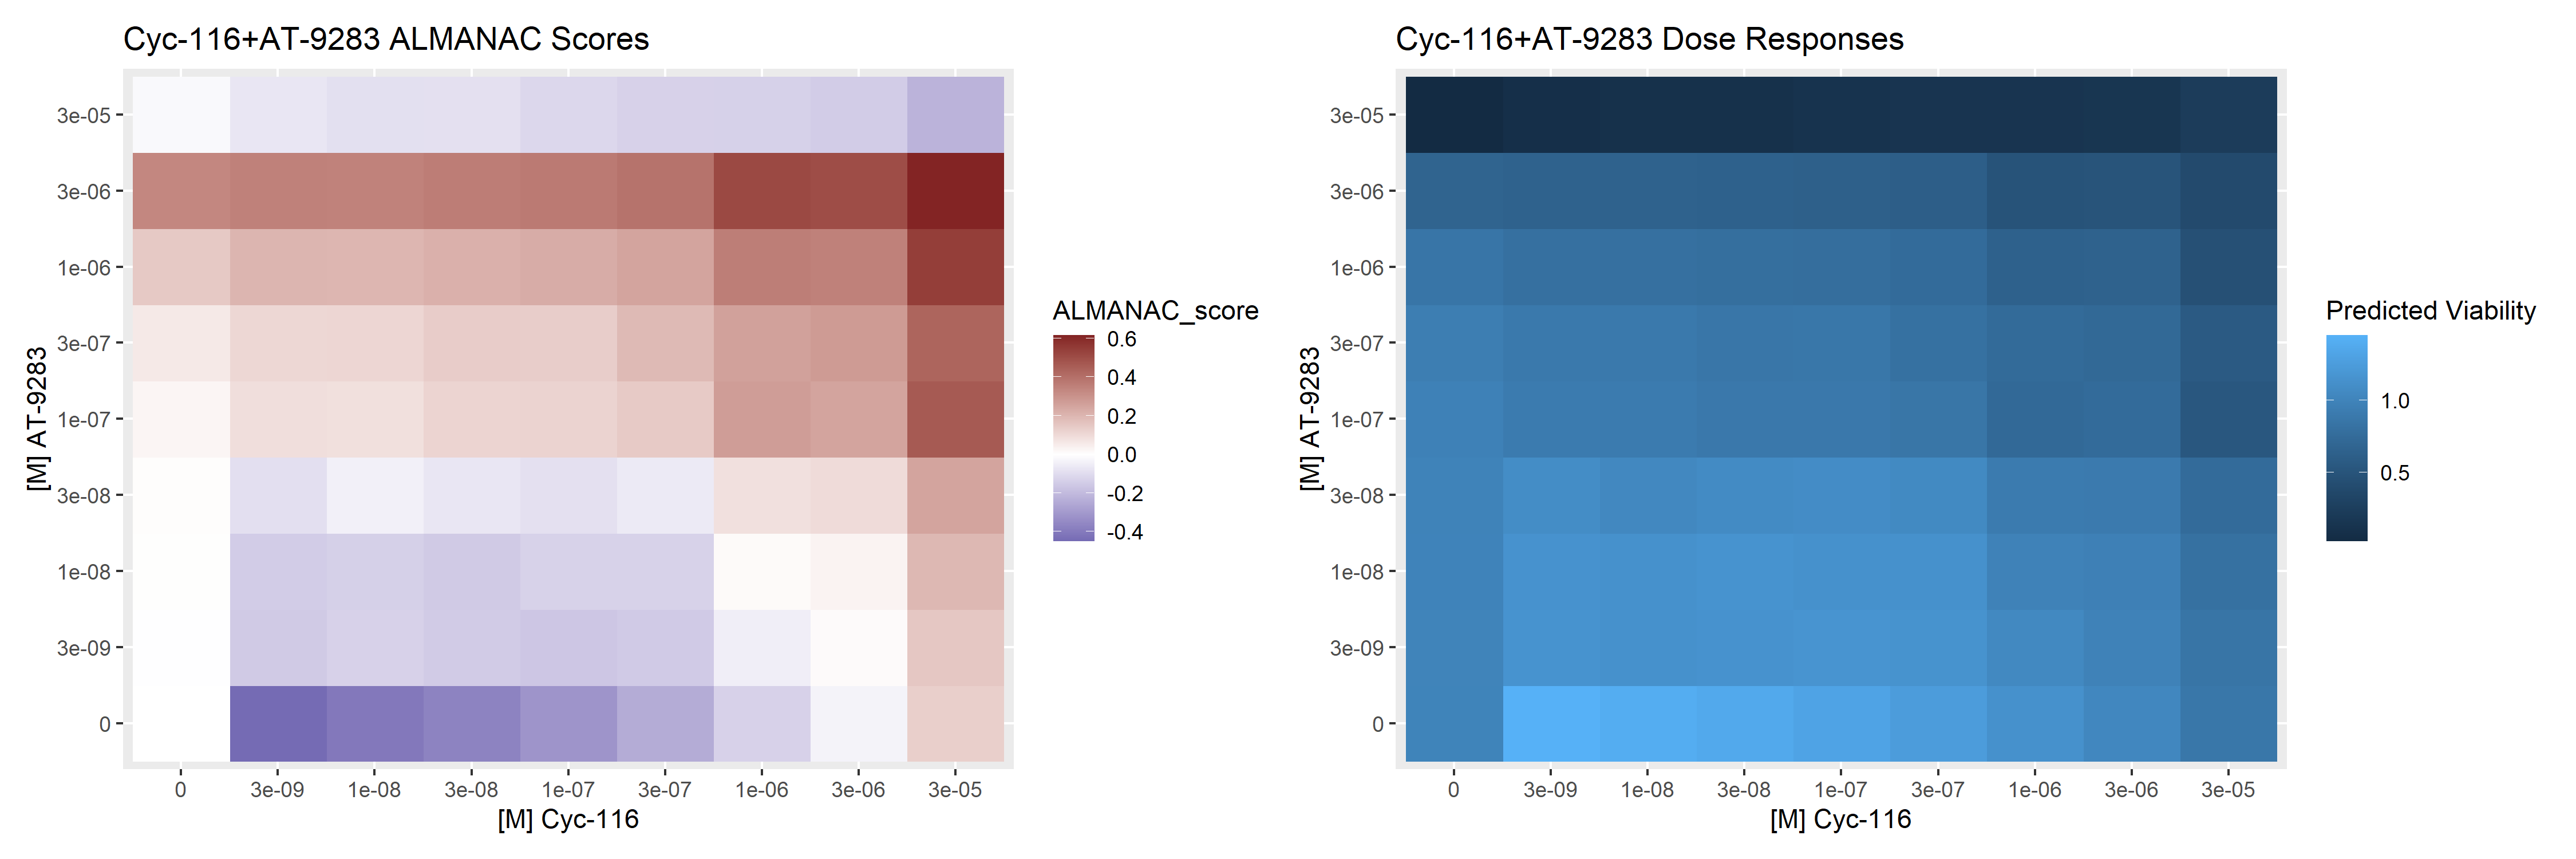 Cyc-116+AT-9283 ALMANAC Scores
[M] AT-9283
3e-05
3e-06
1e-06
3e-07
1e-07
3e-08
1e-08
3e-09
0
0 3e-09 1e-08 3e-08 1e-07 3e-07 1e-06 3e-06 3e-05
[M] Cyc-116
ALMANAC_score
0.6
0.4
0.2
0.0
-0.2
-0.4
Cyc-116+AT-9283 Dose Responses
[M] AT-9283
3e-05
3e-06
1e-06
3e-07
1e-07
3e-08
1e-08
3e-09
0
0 3e-09 1e-08 3e-08 1e-07 3e-07 1e-06 3e-06 3e-05
[M] Cyc-116
Predicted Viability
1.0
0.5